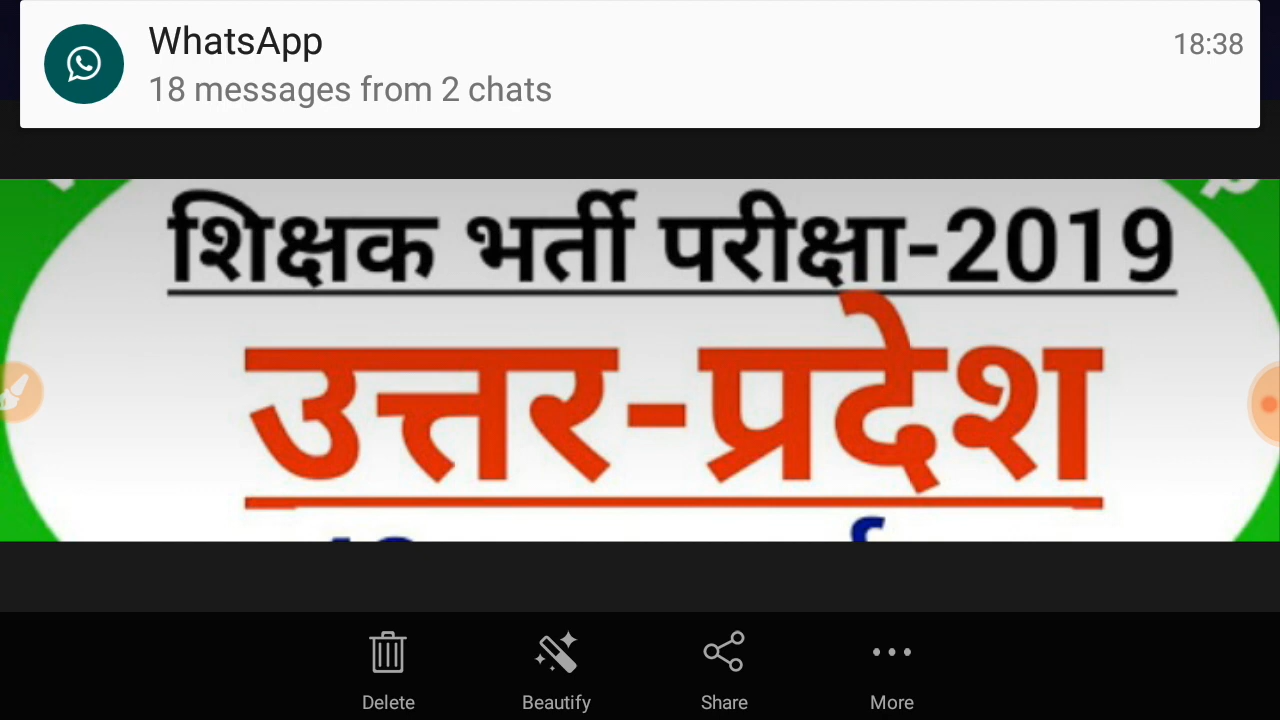 WhatsApp
18:38
18 messages from 2 chats
शिक्षक भर्ती परीक्षा-2019
उत्तर-प्रदेश
Delete
Beautify
Share
More